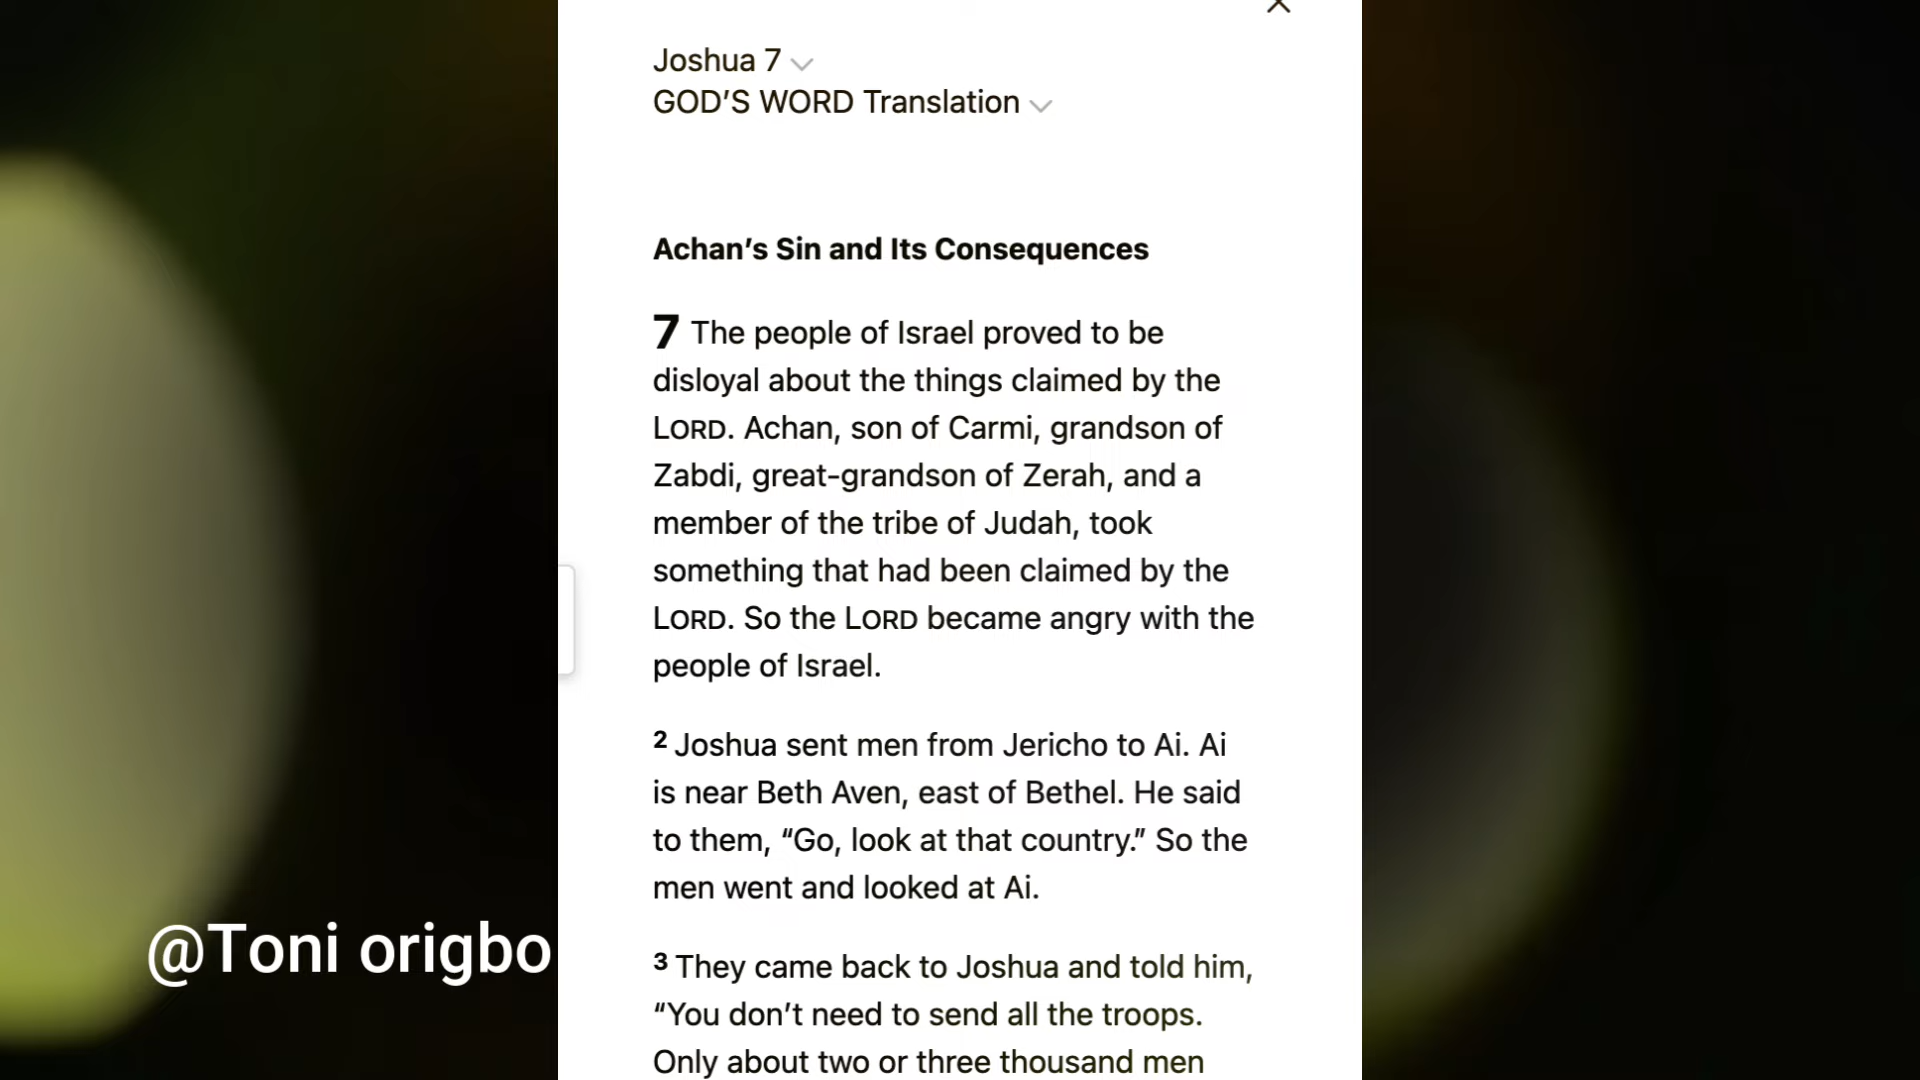 Joshua 7
GOD’S WORD Translation
Achan’s Sin and Its Consequences
7 The people of Israel proved to be
disloyal about the things claimed by the
LORD. Achan, son of Carmi, grandson of
Zabdi, great-grandson of Zerah, and a
member of the tribe of Judah, took
something that had been claimed by the
LORD. So the LORD became angry with the
people of Israel.
2 Joshua sent men from Jericho to Ai. Ai
is near Beth Aven, east of Bethel. He said
to them, “Go, look at that country.” So the
men went and looked at Ai.
3 They came back to Joshua and told him,
“You don’t need to send all the troops.
Only about two or three thousand men
@Toni origbo